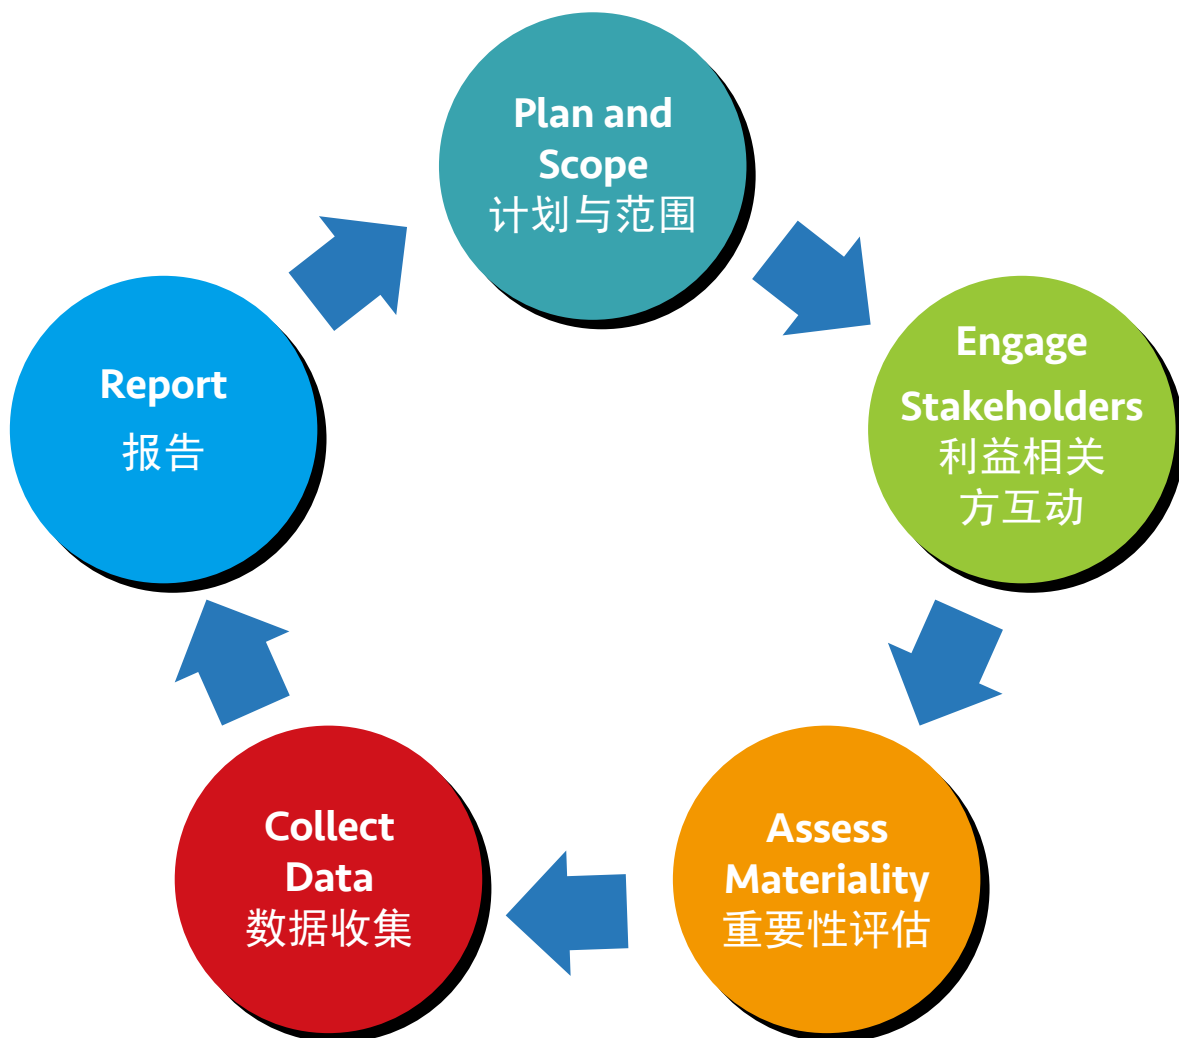 Plan and
Scope
计划与范围
Engage
Stakeholders
利益相关
方互动
Assess
Materiality
重要性评估
Collect
Data
数据收集
Report
报告